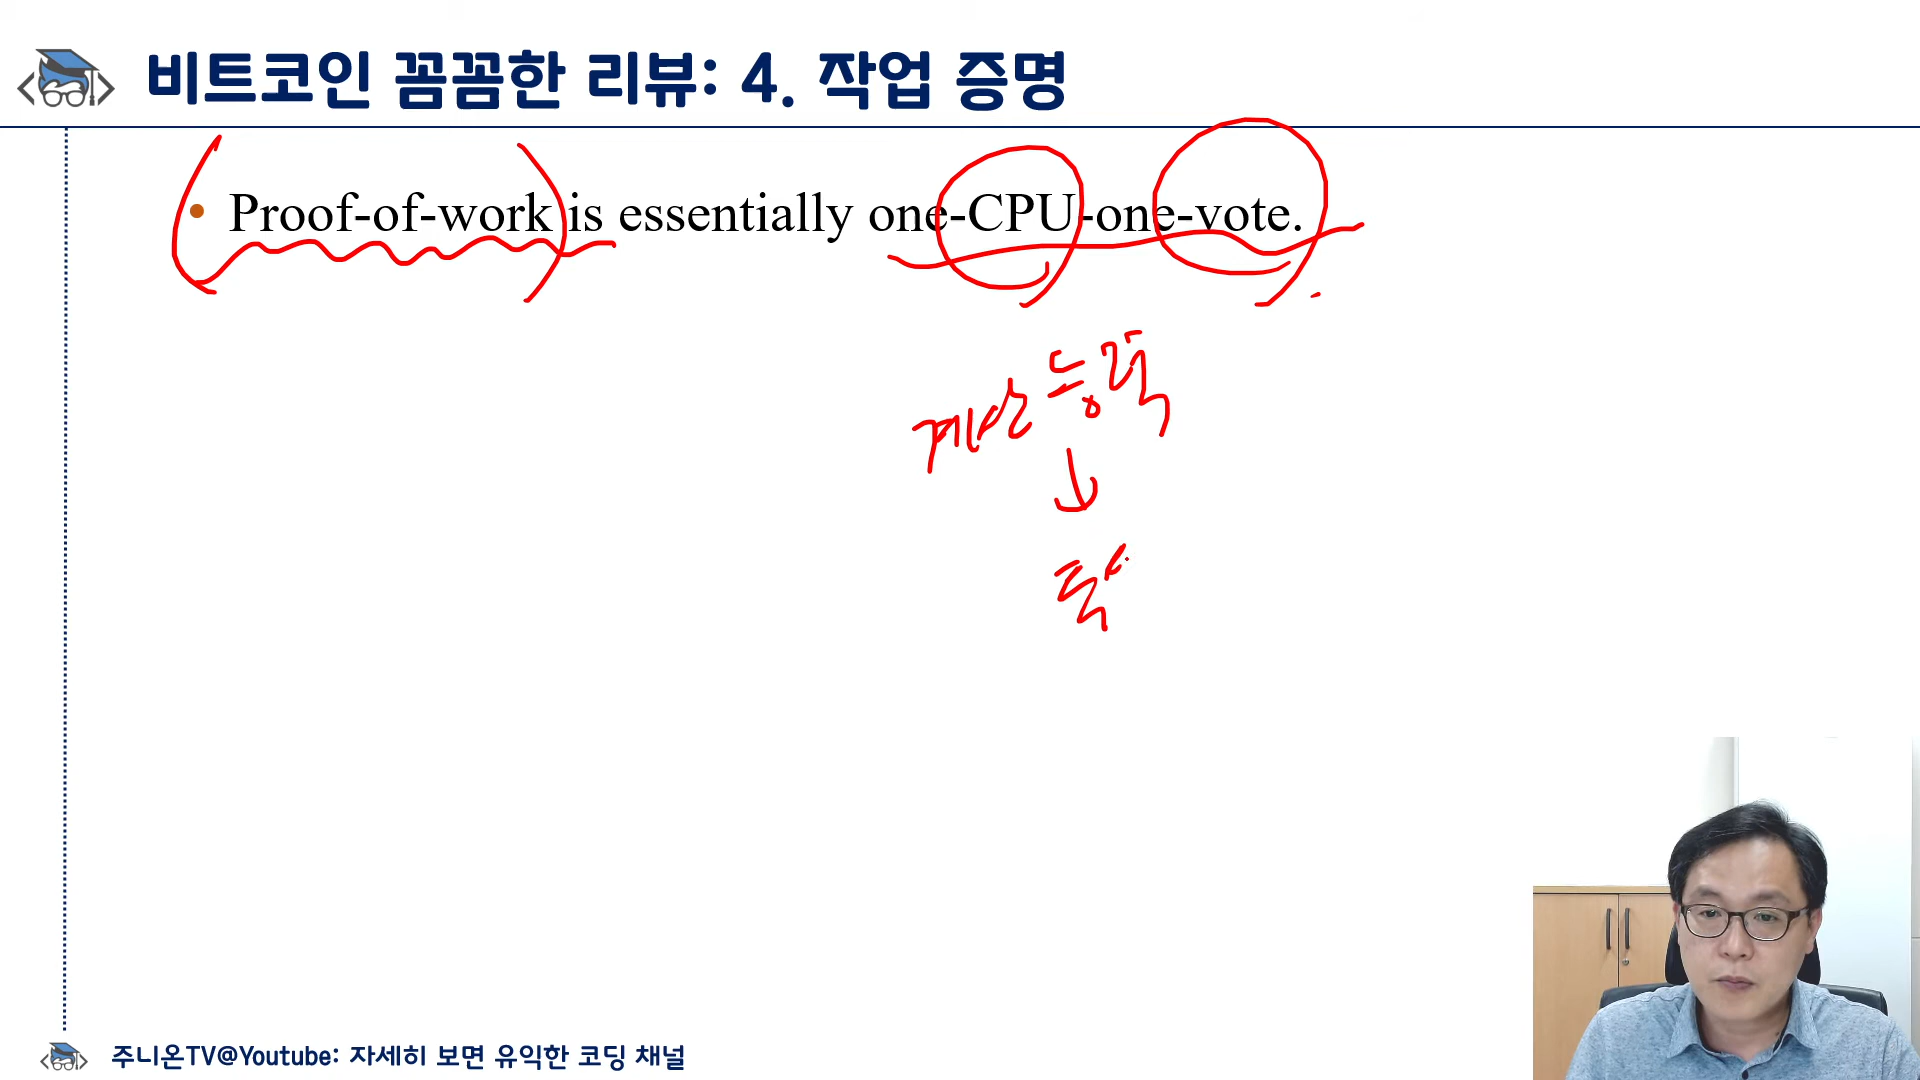 비트코인 꼼꼼한 리뷰: 4. 작업 증명
• Proof-of-work is essentially one-CPU-one-vote.
계산 능력
주니온TV@Youtube: 자세히 보면 유익한 코딩 채널